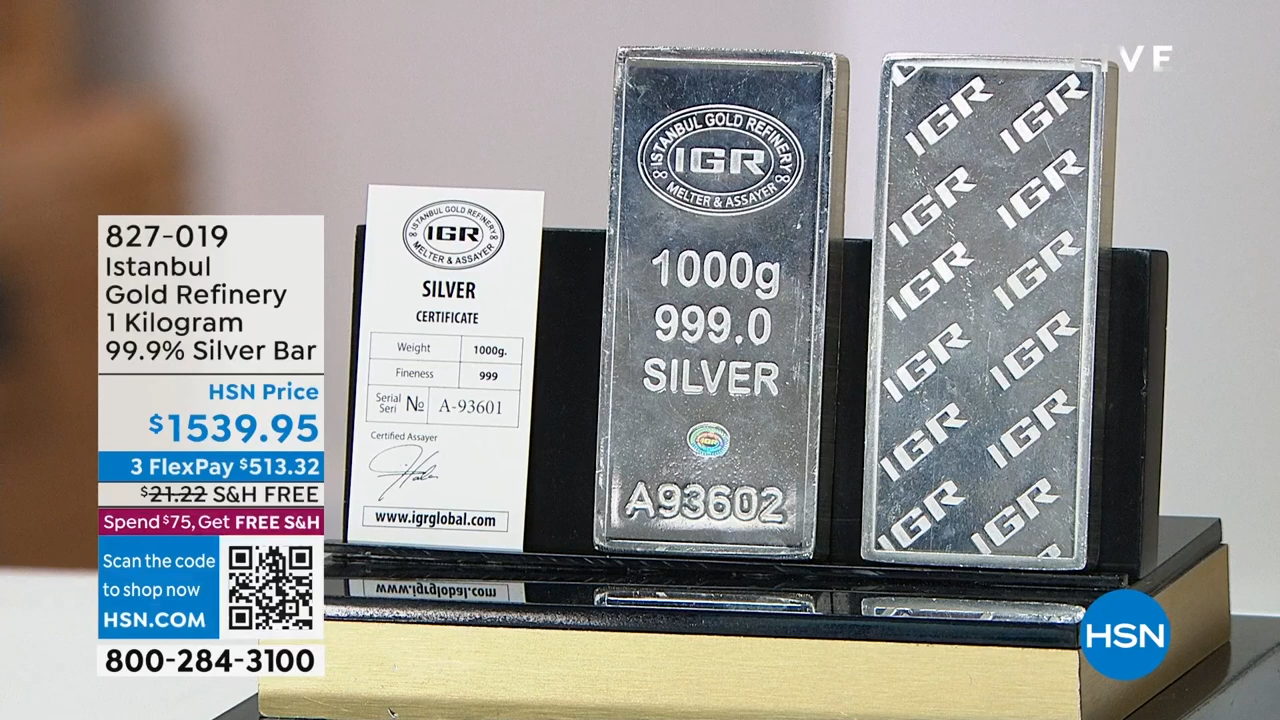 LIVE
827-019
Istanbul
Gold Refinery
1 Kilogram
99.9% Silver Bar
HSN Price
$1539.95
3 FlexPay $513.32
$21.22 S&H FREE
Spend $75, Get FREE S&H
Scan the code
to shop now
HSN.COM
800-284-3100
ISTANBUL GOLD REFINERY
IGR
MELTER & ASSAYER
SILVER
CERTIFICATE
Weight 1000g.
Fineness 999
Serial
Seri № A-93601
Certified Assayer
www.igrglobal.com
www.igrglobal.com
ISTANBUL GOLD REFINERY
IGR
MELTER & ASSAYER
1000g
999.0
SILVER
IGR
A93602
IGR IGR
IGR IGR
IGR IGR
IGR IGR
IGR IGR
IGR IGR
HSN